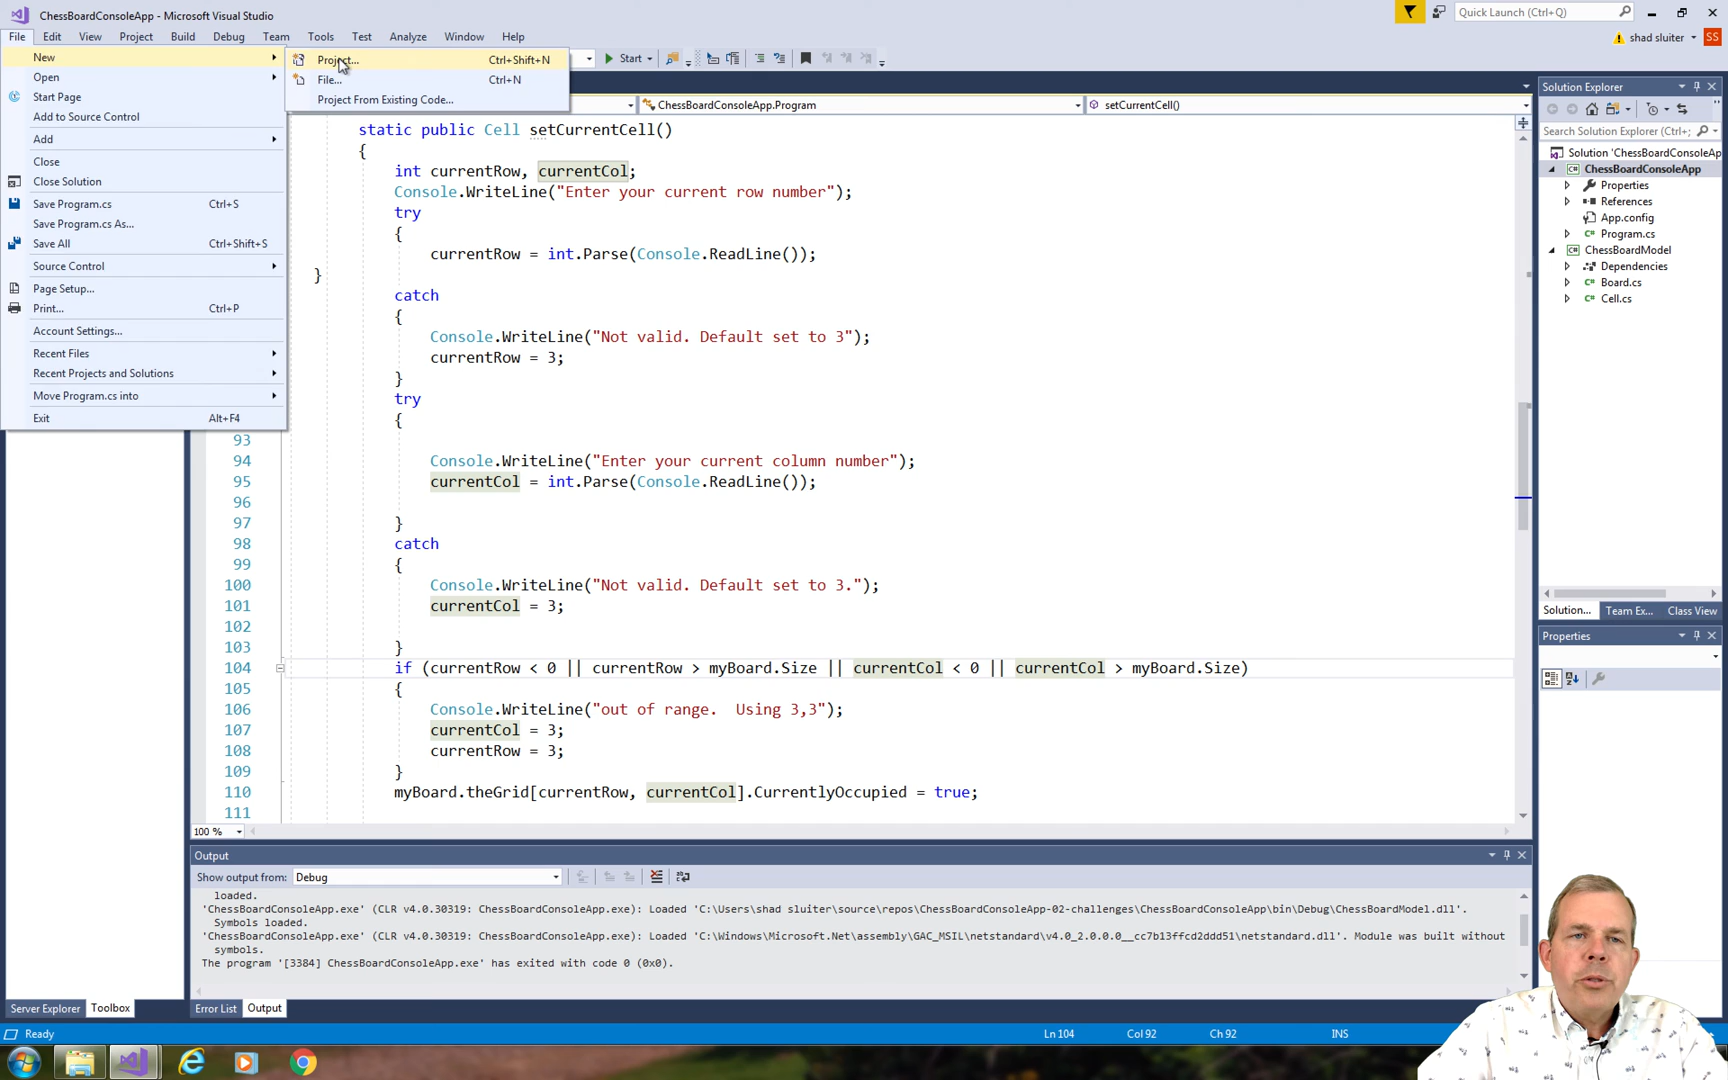 ChessBoardConsoleApp - Microsoft Visual Studio
Quick Launch (Ctrl+Q)
File Edit View Project Build Debug Team Tools Test Analyze Window Help
shad sluiter
SS
New
Project... Ctrl+Shift+N
Start
Open
File... Ctrl+N
Start Page
Project From Existing Code...
Add to Source Control
Add
Close
Close Solution
Save Program.cs Ctrl+S
Save Program.cs As...
Save All Ctrl+Shift+S
Source Control
Page Setup...
Print... Ctrl+P
Account Settings...
Recent Files
Recent Projects and Solutions
Move Program.cs into
Exit Alt+F4
ChessBoardConsoleApp.Program
setCurrentCell()
static public Cell setCurrentCell()
{
int currentRow, currentCol;
Console.WriteLine("Enter your current row number");
try
{
currentRow = int.Parse(Console.ReadLine());
}
catch
{
Console.WriteLine("Not valid. Default set to 3");
currentRow = 3;
}
try
{
93
94 Console.WriteLine("Enter your current column number");
95 currentCol = int.Parse(Console.ReadLine());
96
97 }
98 catch
99 {
100 Console.WriteLine("Not valid. Default set to 3.");
101 currentCol = 3;
102
103 }
104 if (currentRow < 0 || currentRow > myBoard.Size || currentCol < 0 || currentCol > myBoard.Size)
105 {
106 Console.WriteLine("out of range.  Using 3,3");
107 currentCol = 3;
108 currentRow = 3;
109 }
110 myBoard.theGrid[currentRow, currentCol].CurrentlyOccupied = true;
111
100 %
Solution Explorer
Search Solution Explorer (Ctrl+;
Solution 'ChessBoardConsoleAp
ChessBoardConsoleApp
Properties
References
App.config
Program.cs
ChessBoardModel
Dependencies
Board.cs
Cell.cs
Solution... Team Ex... Class View
Properties
Output
Show output from: Debug
loaded.
'ChessBoardConsoleApp.exe' (CLR v4.0.30319: ChessBoardConsoleApp.exe): Loaded 'C:\Users\shad sluiter\source\repos\ChessBoardConsoleApp-02-challenges\ChessBoardConsoleApp\bin\Debug\ChessBoardModel.dll'.
Symbols loaded.
'ChessBoardConsoleApp.exe' (CLR v4.0.30319: ChessBoardConsoleApp.exe): Loaded 'C:\Windows\Microsoft.Net\assembly\GAC_MSIL\netstandard\v4.0_2.0.0.0__cc7b13ffcd2ddd51\netstandard.dll'. Module was built without
symbols.
The program '[3384] ChessBoardConsoleApp.exe' has exited with code 0 (0x0).
Server Explorer Toolbox
Error List Output
Ready
Ln 104 Col 92 Ch 92 INS